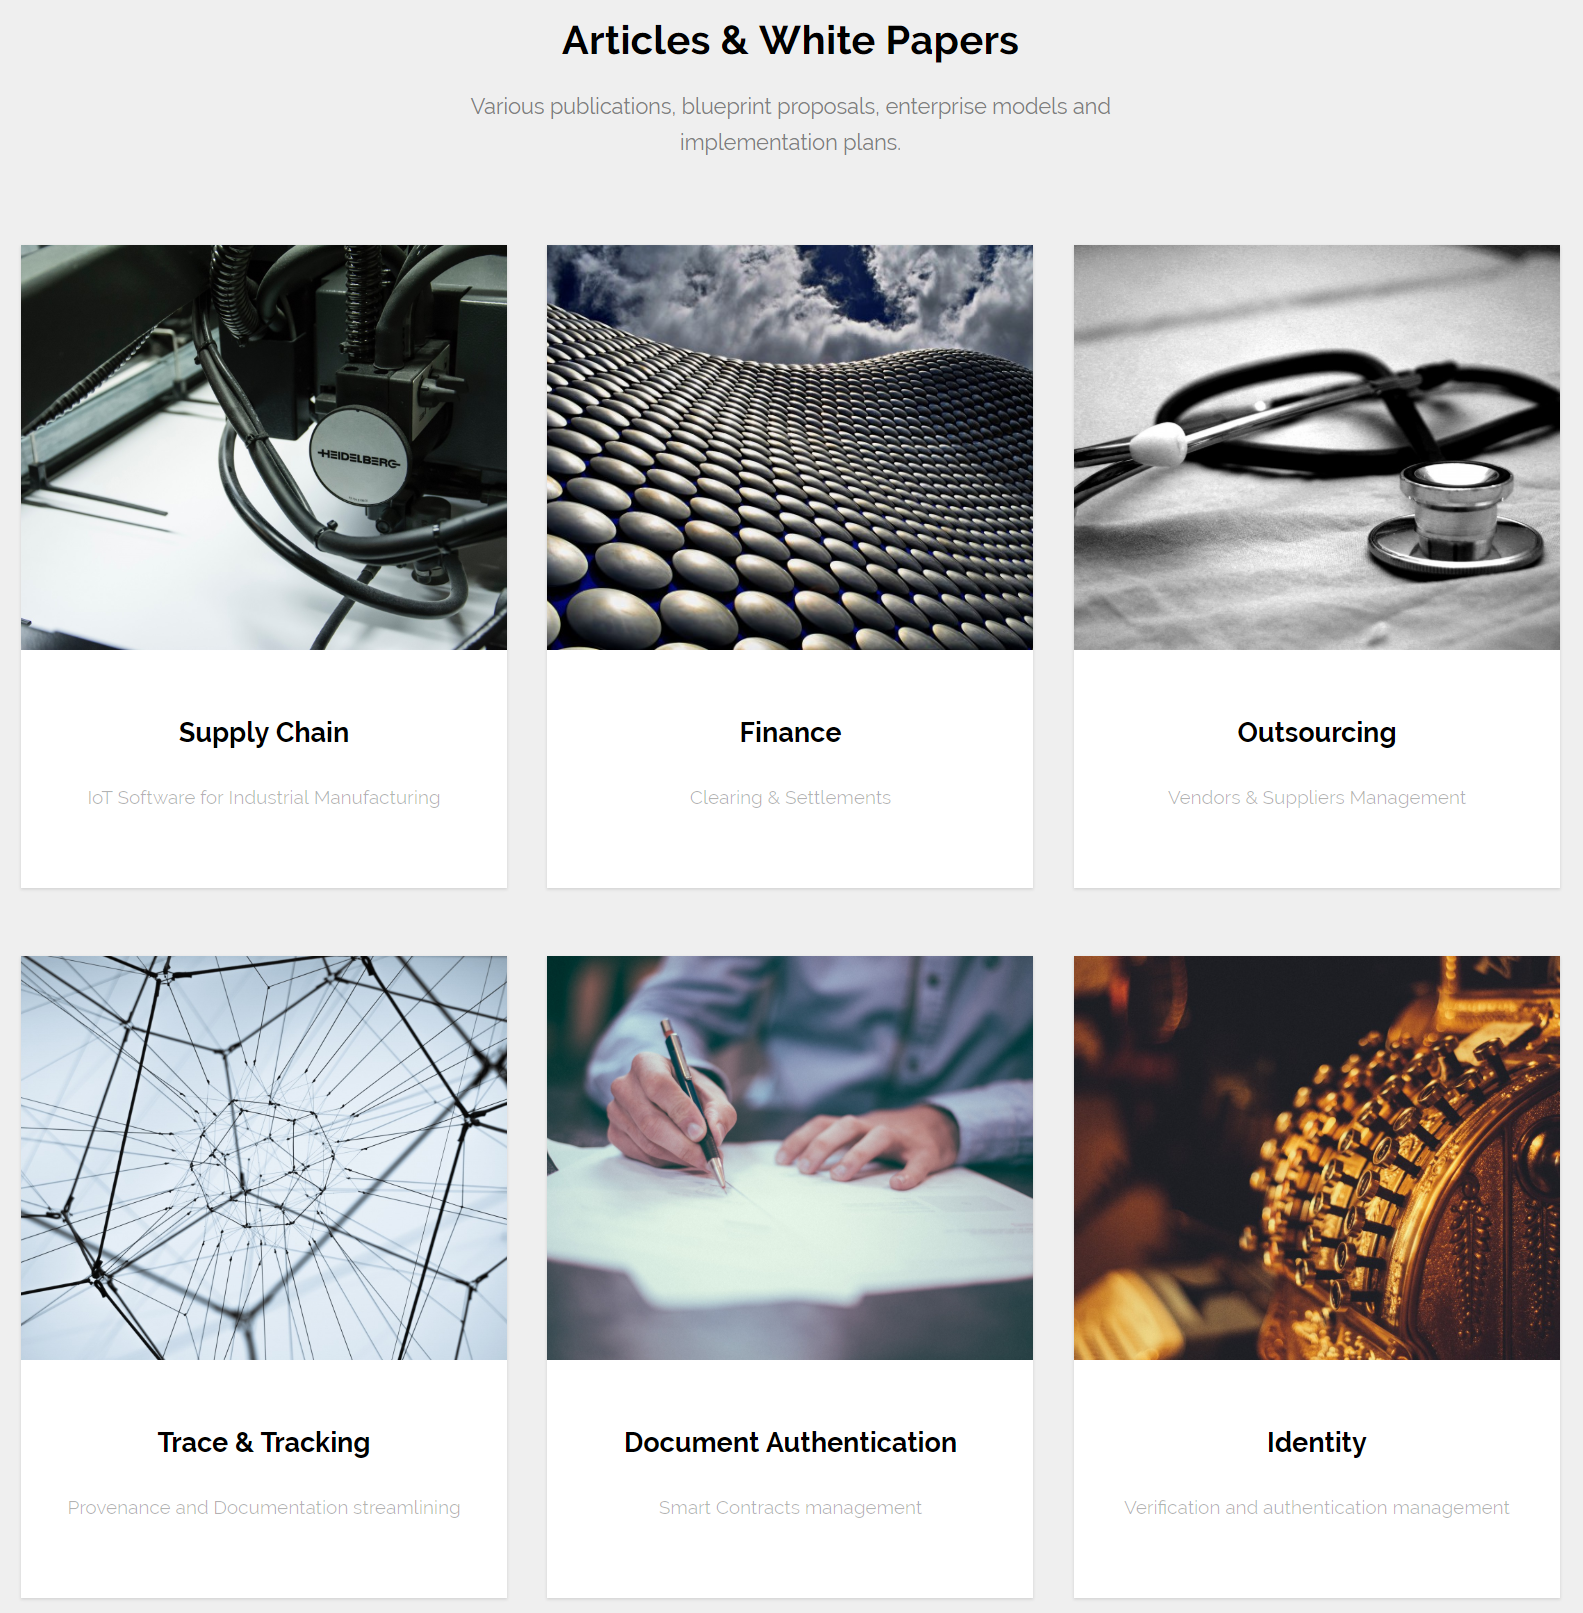 Articles & White Papers
Various publications, blueprint proposals, enterprise models and
implementation plans.
HEIDELBERG
Supply Chain
IoT Software for Industrial Manufacturing
Finance
Clearing & Settlements
Outsourcing
Vendors & Suppliers Management
Trace & Tracking
Provenance and Documentation streamlining
Document Authentication
Smart Contracts management
Identity
Verification and authentication management